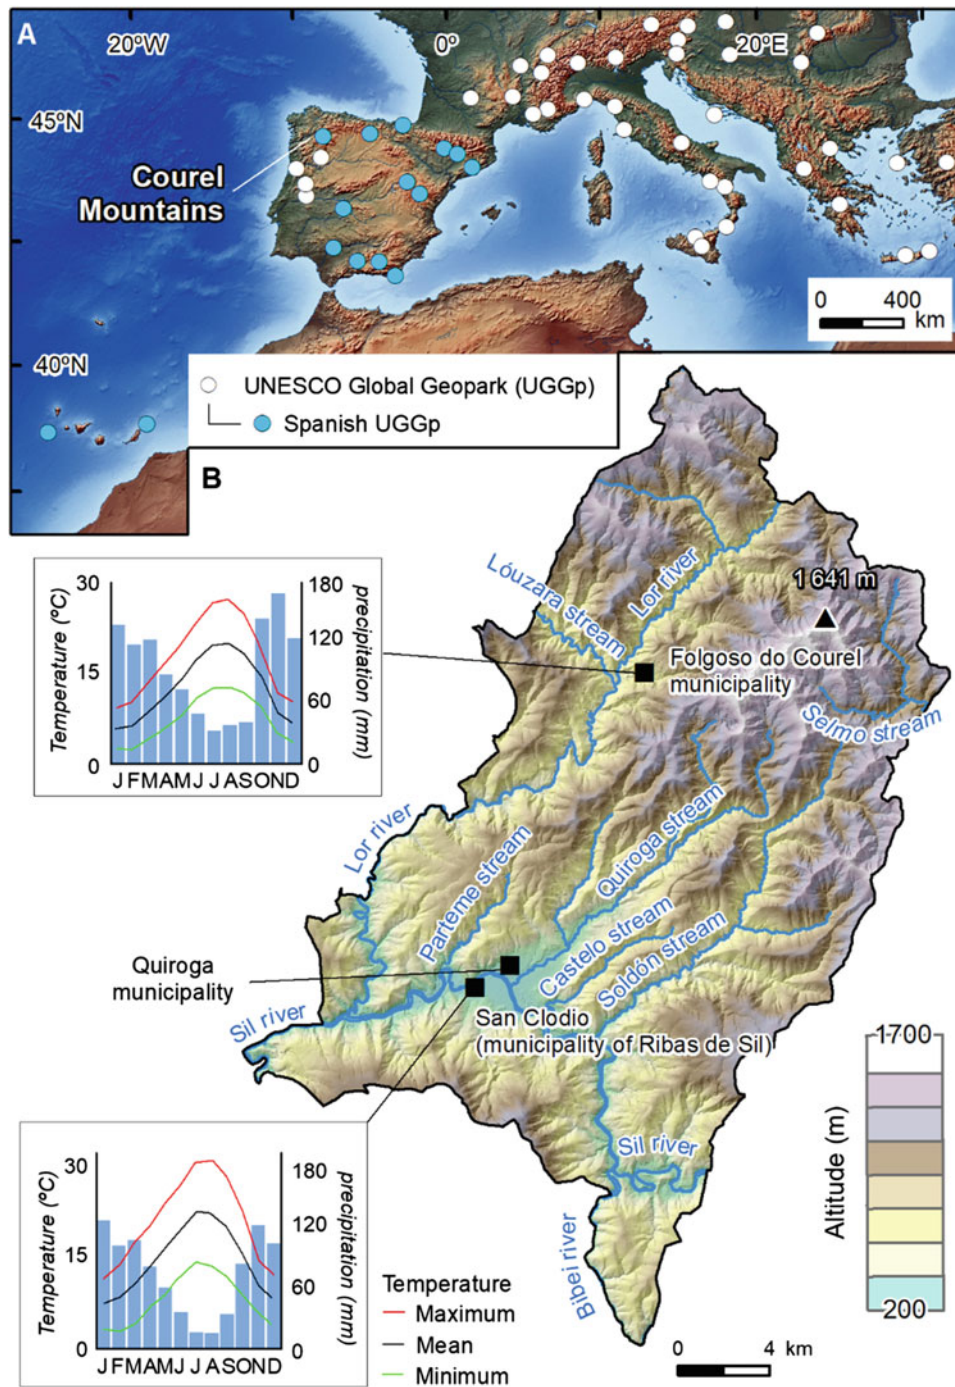 A
20ºW
0º
20ºE
45ºN
Courel
Mountains
0 400
km
40ºN
UNESCO Global Geopark (UGGp)
Spanish UGGp
B
30
15
0
Temperature (ºC)
180
120
60
0
precipitation (mm)
J F M A M J J A S O N D
Lóuzara stream
Lor river
1 641 m
Folgoso do Courel
municipality
Selmo stream
Lor river
Parteme stream
Quiroga stream
Castelo stream
Soldón stream
Quiroga
municipality
Sil river
San Clodio
(municipality of Ribas de Sil)
Sil river
Bibei river
30
15
0
Temperature (ºC)
180
120
60
0
precipitation (mm)
J F M A M J J A S O N D
Temperature
Maximum
Mean
Minimum
0 4 km
1700
Altitude (m)
200